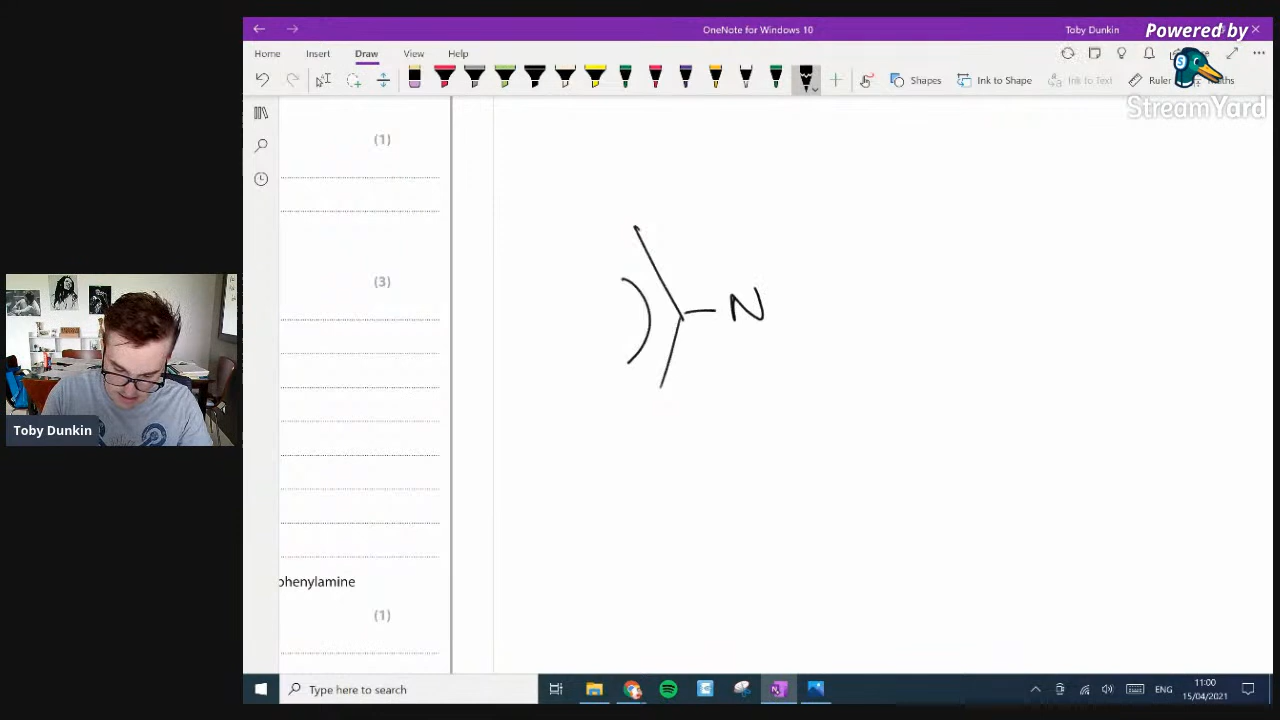 OneNote for Windows 10
Toby Dunkin
Powered by
StreamYard
Home Insert Draw View Help
Shapes
Ink to Shape
Ink to Text
Ruler
(1)
(3)
N
phenylamine
(1)
Toby Dunkin
Type here to search
ENG
11:00
15/04/2021